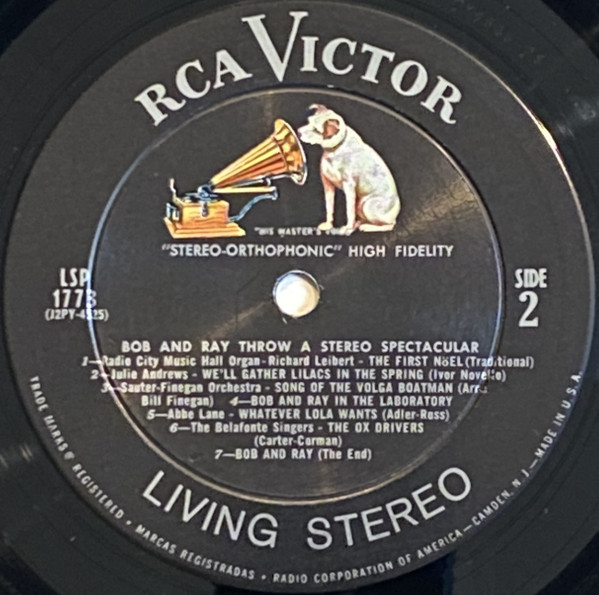 RCA VICTOR
"HIS MASTER'S VOICE"
"STEREO-ORTHOPHONIC" HIGH FIDELITY
LSP
1773
(J2PY-4525)
SIDE
2
BOB AND RAY THROW A STEREO SPECTACULAR
1—Radio City Music Hall Organ-Richard Leibert - THE FIRST NOËL (Traditional)
2—Julie Andrews - WE'LL GATHER LILACS IN THE SPRING (Ivor Novello)
3—Sauter-Finegan Orchestra - SONG OF THE VOLGA BOATMAN (Arr.
Bill Finegan) 4—BOB AND RAY IN THE LABORATORY
5—Abbe Lane - WHATEVER LOLA WANTS (Adler-Ross)
6—The Belafonte Singers - THE OX DRIVERS
(Carter-Corman)
7—BOB AND RAY (The End)
LIVING STEREO
TRADE MARKS ® REGISTERED • MARCAS REGISTRADAS • RADIO CORPORATION OF AMERICA—CAMDEN, N. J.—MADE IN U.S.A.